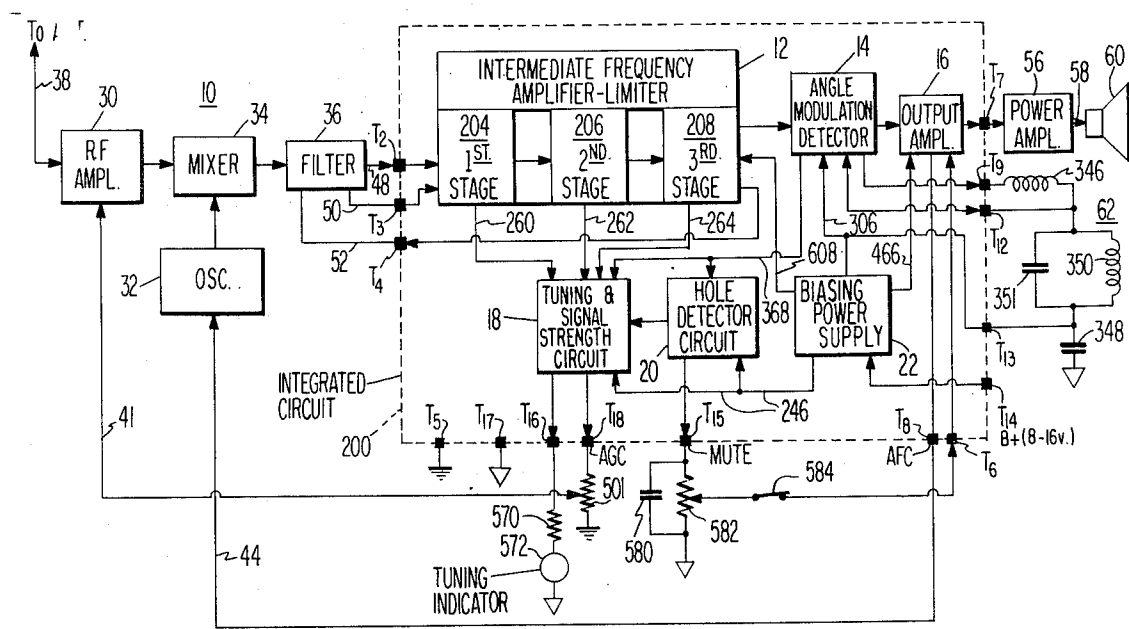 TO
38
30
RF
AMPL.
10
34
MIXER
36
FILTER
48
50
52
T2
T3
T4
INTERMEDIATE FREQUENCY
AMPLIFIER-LIMITER
12
204
1ST.
STAGE
206
2ND.
STAGE
208
3RD.
STAGE
14
ANGLE
MODULATION
DETECTOR
16
OUTPUT
AMPL.
T7
56
POWER
AMPL.
58
60
T9
346
T12
62
351
350
T13
348
32
OSC.
260
262
264
306
466
608
368
18
TUNING &
SIGNAL
STRENGTH
CIRCUIT
HOLE
DETECTOR
CIRCUIT
20
BIASING
POWER
SUPPLY
22
246
INTEGRATED
CIRCUIT
200
41
T5
T17
T16
T18
AGC
T15
MUTE
T8
AFC
T6
T14
B+(8-16v.)
501
570
572
TUNING
INDICATOR
580
582
584
44